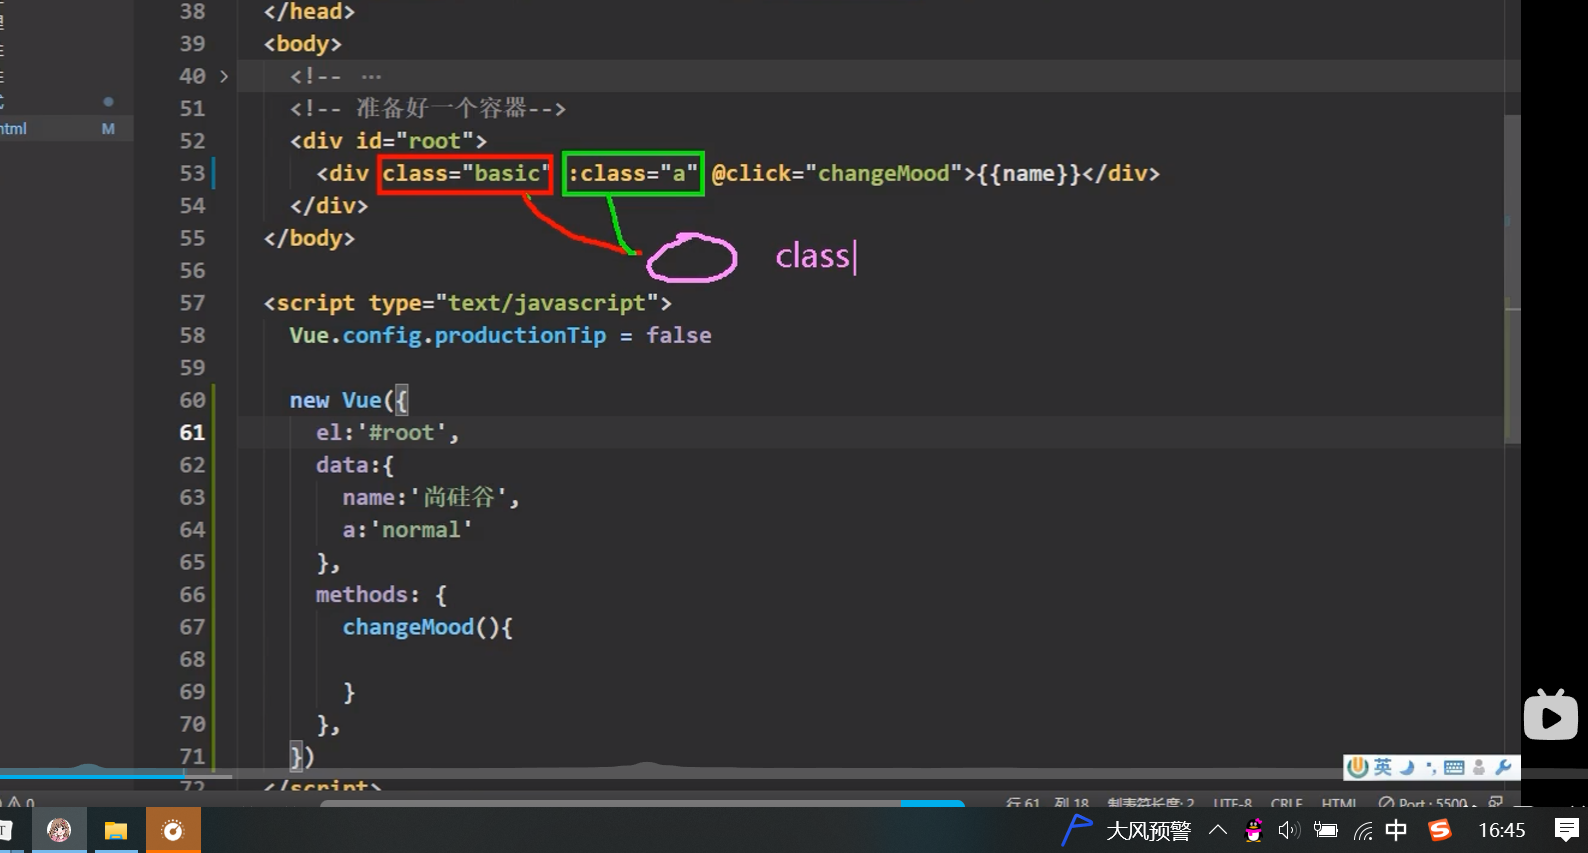 38 </head>
39 <body>
40 <!-- ···
51 <!-- 准备好一个容器-->
52 <div id="root">
html M 53 <div class="basic" :class="a" @click="changeMood">{{name}}</div>
54 </div>
55 </body>
class
56
57 <script type="text/javascript">
58 Vue.config.productionTip = false
59
60 new Vue({
61 el:'#root',
62 data:{
63 name:'尚硅谷',
64 a:'normal'
65 },
66 methods: {
67 changeMood(){
68
69 }
70 },
71 })
英
72 </script>
行 61 列 18 制表符长度: 2 UTF-8 CRLF HTML Port : 5500
大风预警 中 16:45